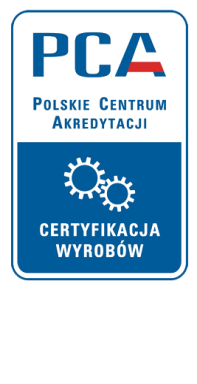 PCA
POLSKIE CENTRUM
AKREDYTACJI
CERTYFIKACJA
WYROBÓW